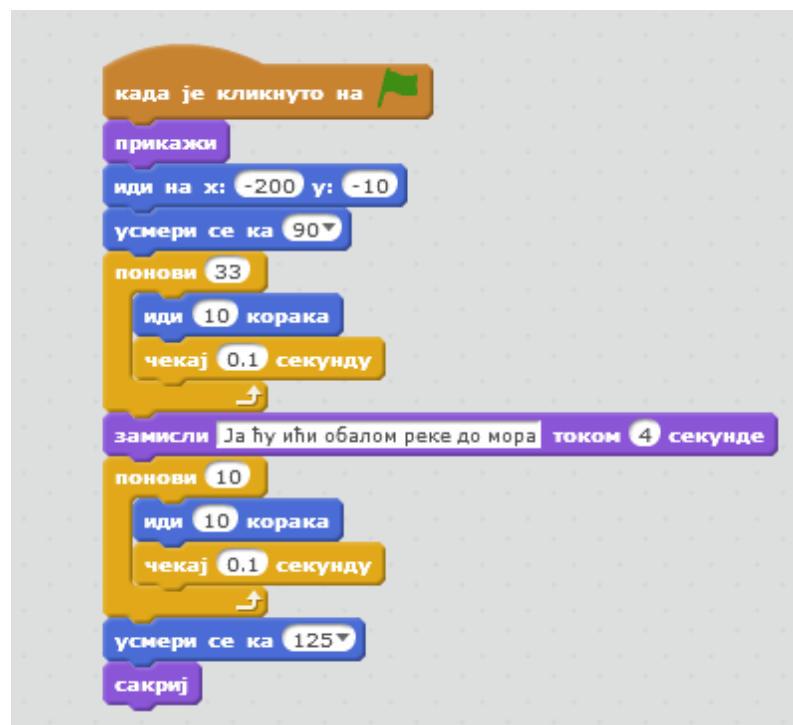 када је кликнуто на
прикажи
иди на x: -200 y: -10
усмери се ка 90
понови 33
иди 10 корака
чекај 0.1 секунду
замисли Ја ћу ићи обалом реке до мора током 4 секунде
понови 10
иди 10 корака
чекај 0.1 секунду
усмери се ка 125
сакриј